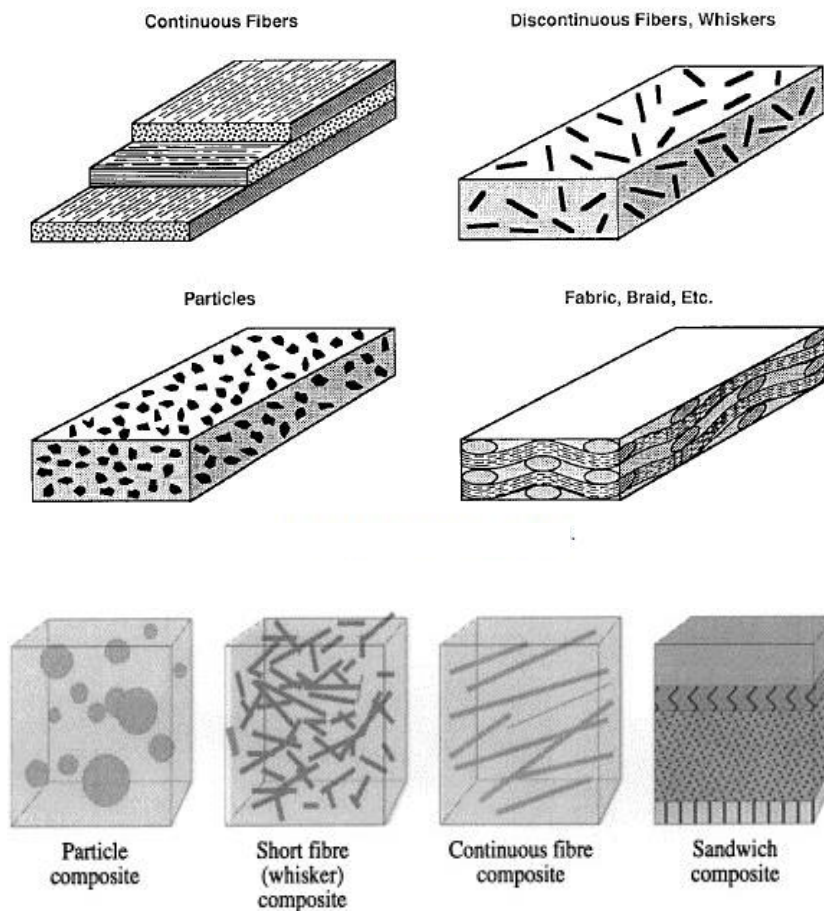 Continuous Fibers
Discontinuous Fibers, Whiskers
Particles
Fabric, Braid, Etc.
Particle
composite
Short fibre
(whisker)
composite
Continuous fibre
composite
Sandwich
composite